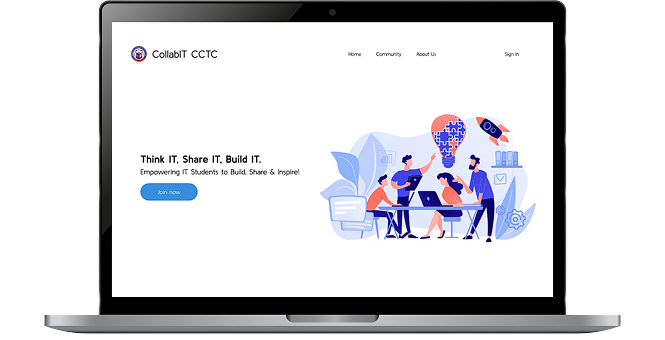 CollabIT CCTC
Home
Community
About Us
Sign In
Think IT, Share IT, Build IT.
Empowering IT Students to Build, Share & Inspire!
Join now